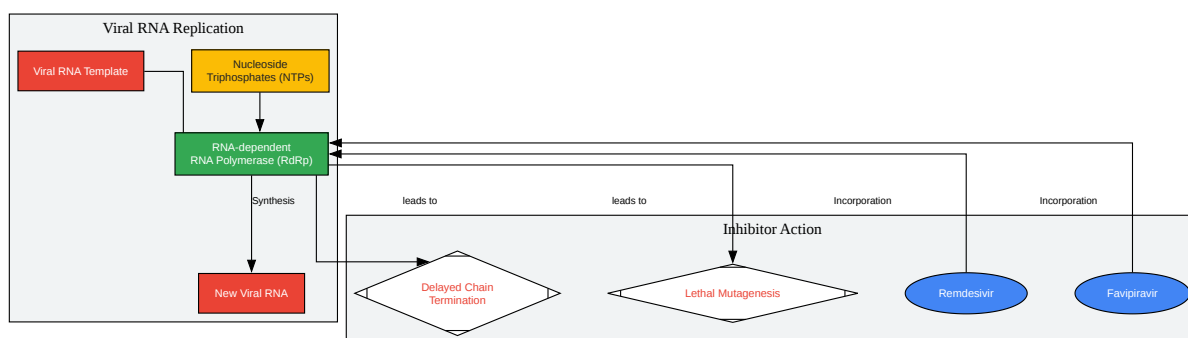 Viral RNA Replication
Viral RNA Template
Nucleoside
Triphosphates (NTPs)
RNA-dependent
RNA Polymerase (RdRp)
Synthesis
leads to
leads to
Incorporation
Incorporation
Inhibitor Action
New Viral RNA
Delayed Chain
Termination
Lethal Mutagenesis
Remdesivir
Favipiravir